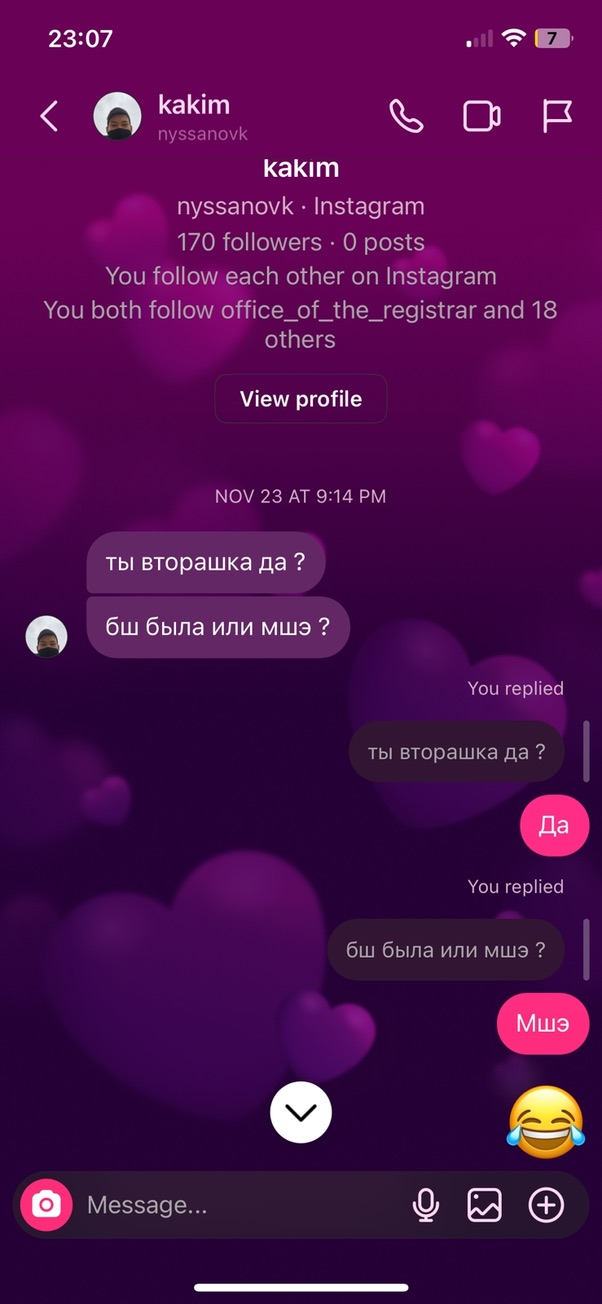 23:07
7
kakim
nyssanovk
kakim
nyssanovk · Instagram
170 followers · 0 posts
You follow each other on Instagram
You both follow office_of_the_registrar and 18
others
View profile
NOV 23 AT 9:14 PM
ты вторашка да ?
бш была или мшэ ?
You replied
ты вторашка да ?
Да
You replied
бш была или мшэ ?
Мшэ
😂
Message...